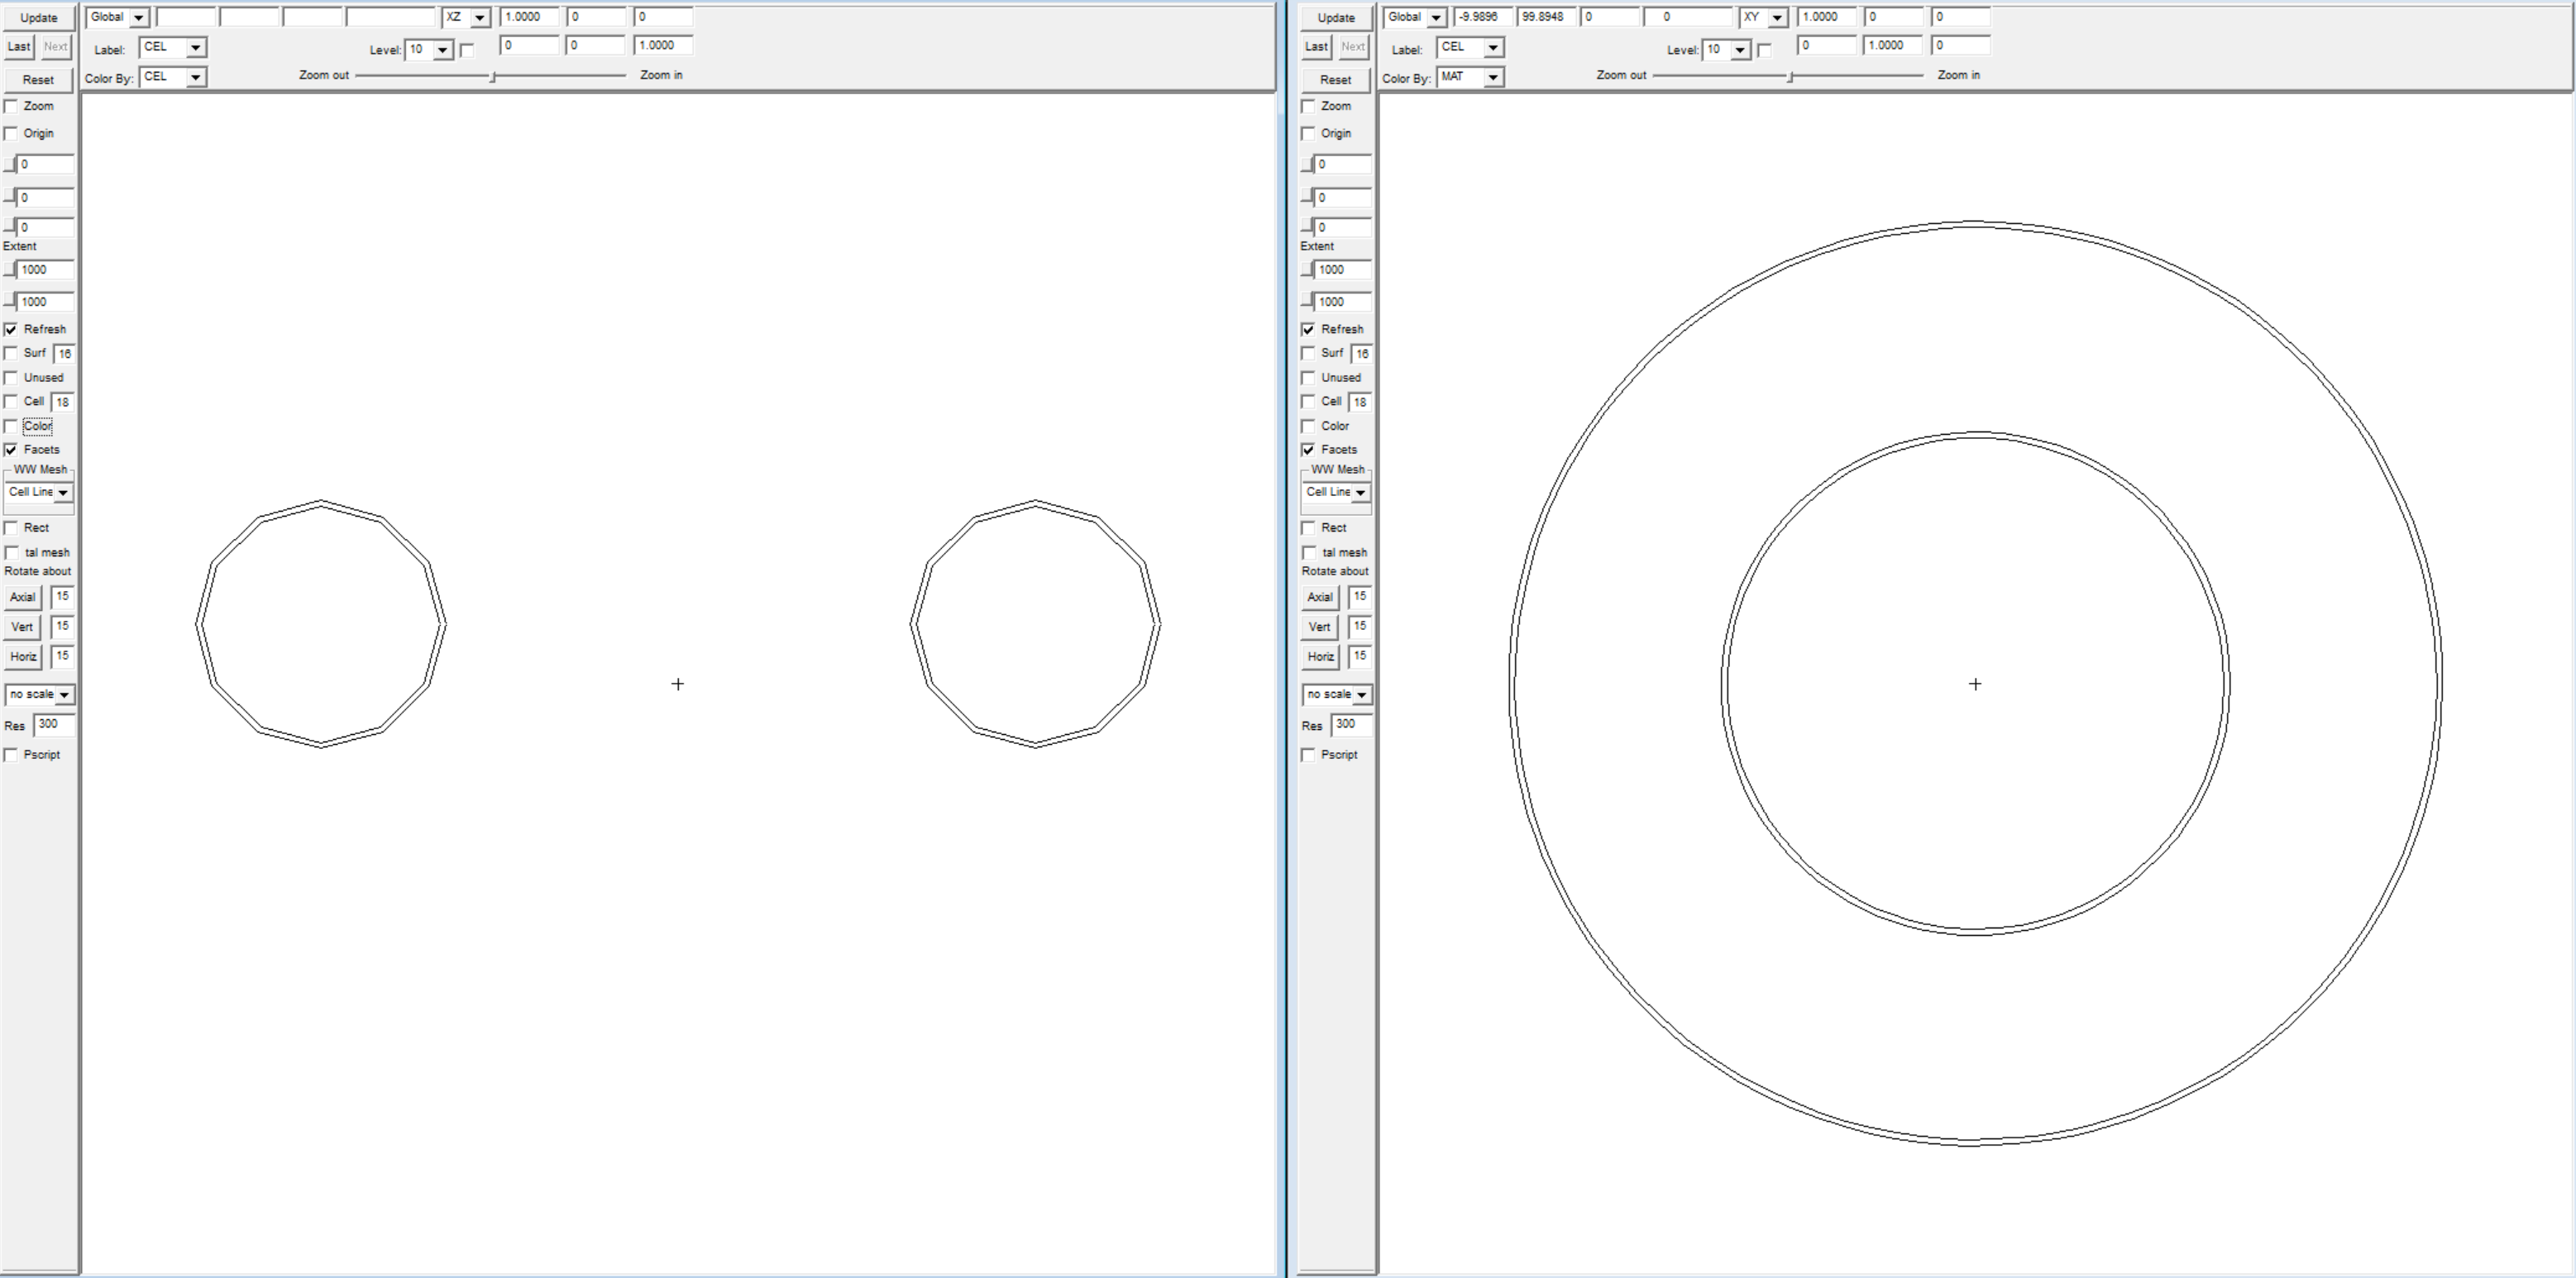 Update Global XZ 1.0000 0 0
Last Next Label: CEL Level: 10 0 0 1.0000
Reset Color By: CEL Zoom out Zoom in
Zoom
Origin
0
0
0
Extent
1000
1000
Refresh
Surf 16
Unused
Cell 18
Color
Facets
WW Mesh
Cell Line
Rect
tal mesh
Rotate about
Axial 15
Vert 15
Horiz 15
no scale
Res 300
Pscript
Update Global -9.9896 99.8948 0 0 XY 1.0000 0 0
Last Next Label: CEL Level: 10 0 1.0000 0
Reset Color By: MAT Zoom out Zoom in
Zoom
Origin
0
0
0
Extent
1000
1000
Refresh
Surf 16
Unused
Cell 18
Color
Facets
WW Mesh
Cell Line
Rect
tal mesh
Rotate about
Axial 15
Vert 15
Horiz 15
no scale
Res 300
Pscript